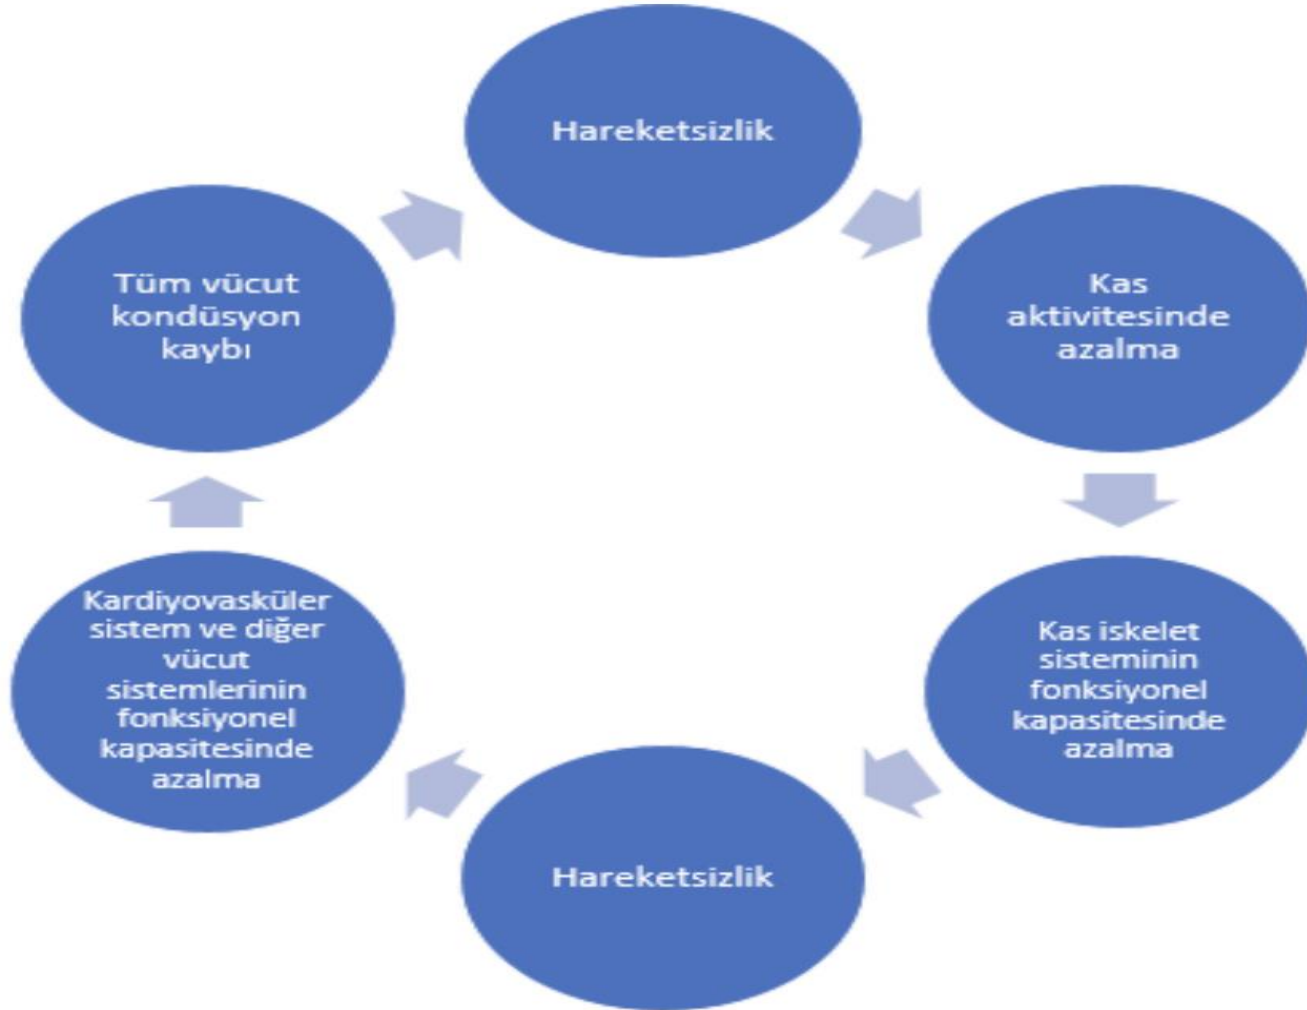 Hareketsizlik
Kas
aktivitesinde
azalma
Kas iskelet
sisteminin
fonksiyonel
kapasitesinde
azalma
Hareketsizlik
Kardiyovasküler
sistem ve diğer
vücut
sistemlerinin
fonksiyonel
kapasitesinde
azalma
Tüm vücut
kondüsyon
kaybı